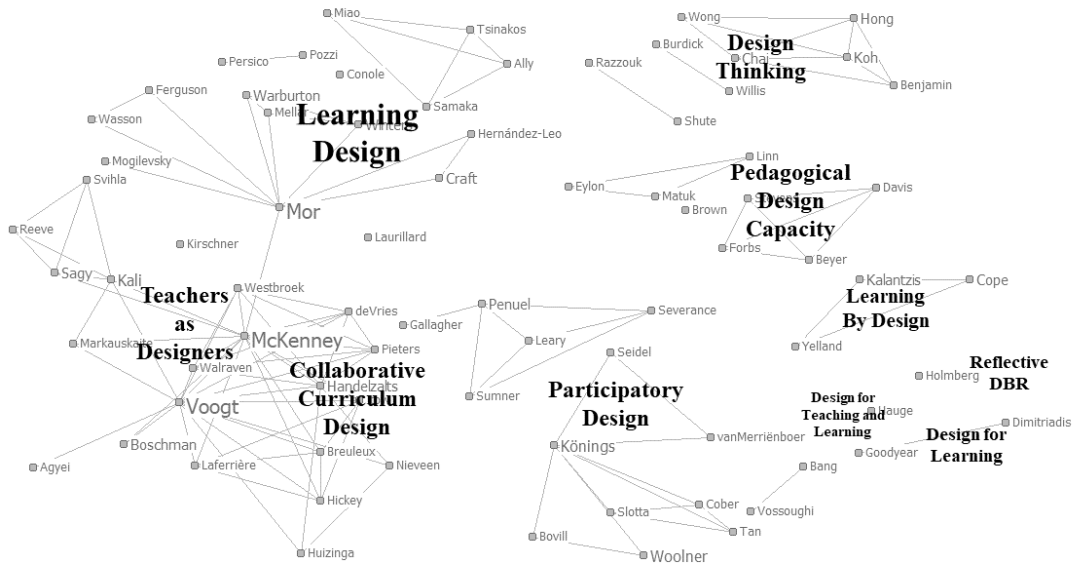 Miao
Tsinakos
Pozzi
Persico
Conole
Ally
Ferguson
Warburton
Mellar
Winter
Samaka
Learning
Design
Wasson
Hernández-Leo
Mogilevsky
Svihla
Craft
Mor
Reeve
Kirschner
Laurillard
Sagy
Kali
Wong
Hong
Burdick
Design
Thinking
Chai
Koh
Razzouk
Benjamin
Willis
Shute
Linn
Pedagogical
Design
Capacity
Eylon
Matuk
Stevens
Davis
Brown
Forbs
Beyer
Westbroek
Teachers
as
Designers
deVries
Gallagher
Penuel
Severance
McKenney
Markauskaite
Pieters
Leary
Walraven
Collaborative
Curriculum
Design
Handelzalts
Sumner
Voogt
Boschman
Breuleux
Agyei
Laferrière
Nieveen
Hickey
Huizinga
Kalantzis
Cope
Learning
By Design
Yelland
Seidel
Participatory
Design
Könings
vanMerriënboer
Reflective
DBR
Holmberg
Design for
Teaching and
Learning
Hauge
Dimitriadis
Design for
Learning
Goodyear
Bang
Vossoughi
Cober
Slotta
Tan
Bovill
Woolner